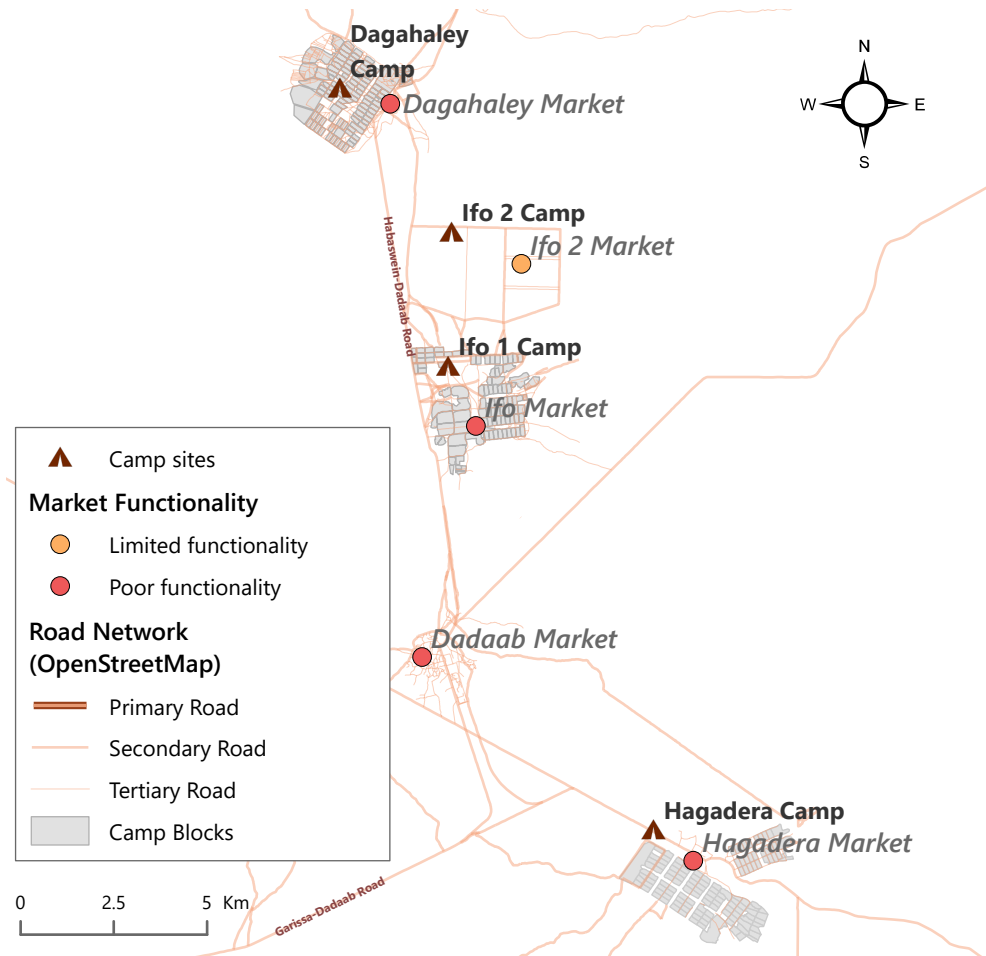 Dagahaley
Camp
Dagahaley Market
N
W
E
S
Ifo 2 Camp
Ifo 2 Market
Habaswein-Dadaab Road
Ifo 1 Camp
Ifo Market
Camp sites
Market Functionality
Limited functionality
Poor functionality
Road Network
(OpenStreetMap)
Primary Road
Secondary Road
Tertiary Road
Camp Blocks
Dadaab Market
Hagadera Camp
Hagadera Market
Garissa-Dadaab Road
0 2.5 5 Km